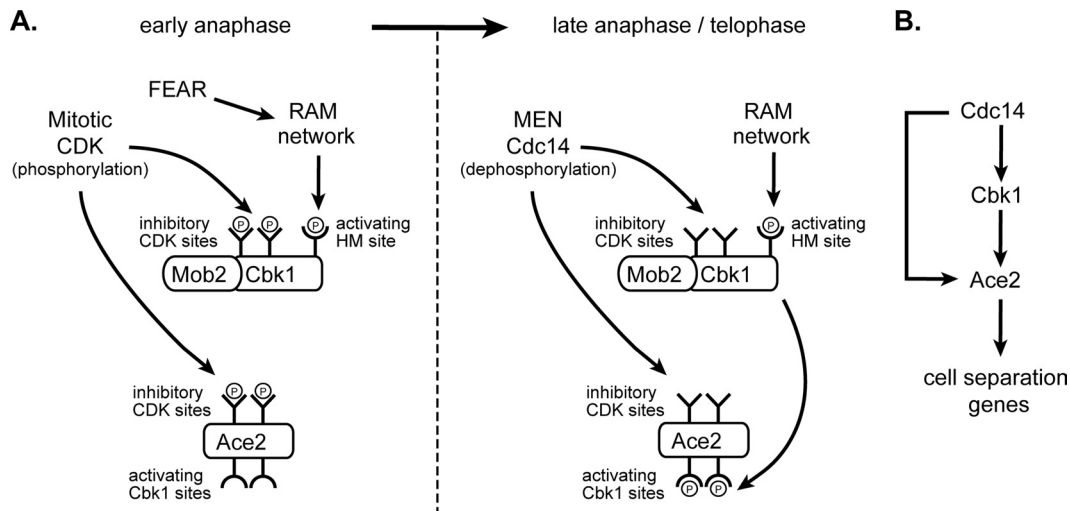 A.
early anaphase
late anaphase / telophase
B.
FEAR
RAM
network
Mitotic
CDK
(phosphorylation)
inhibitory
CDK sites
P
P
P
activating
HM site
Mob2
Cbk1
inhibitory
CDK sites
P
P
Ace2
activating
Cbk1 sites
MEN
Cdc14
(dephosphorylation)
RAM
network
inhibitory
CDK sites
P
activating
HM site
Mob2
Cbk1
inhibitory
CDK sites
Ace2
activating
Cbk1 sites
P
P
Cdc14
Cbk1
Ace2
cell separation
genes